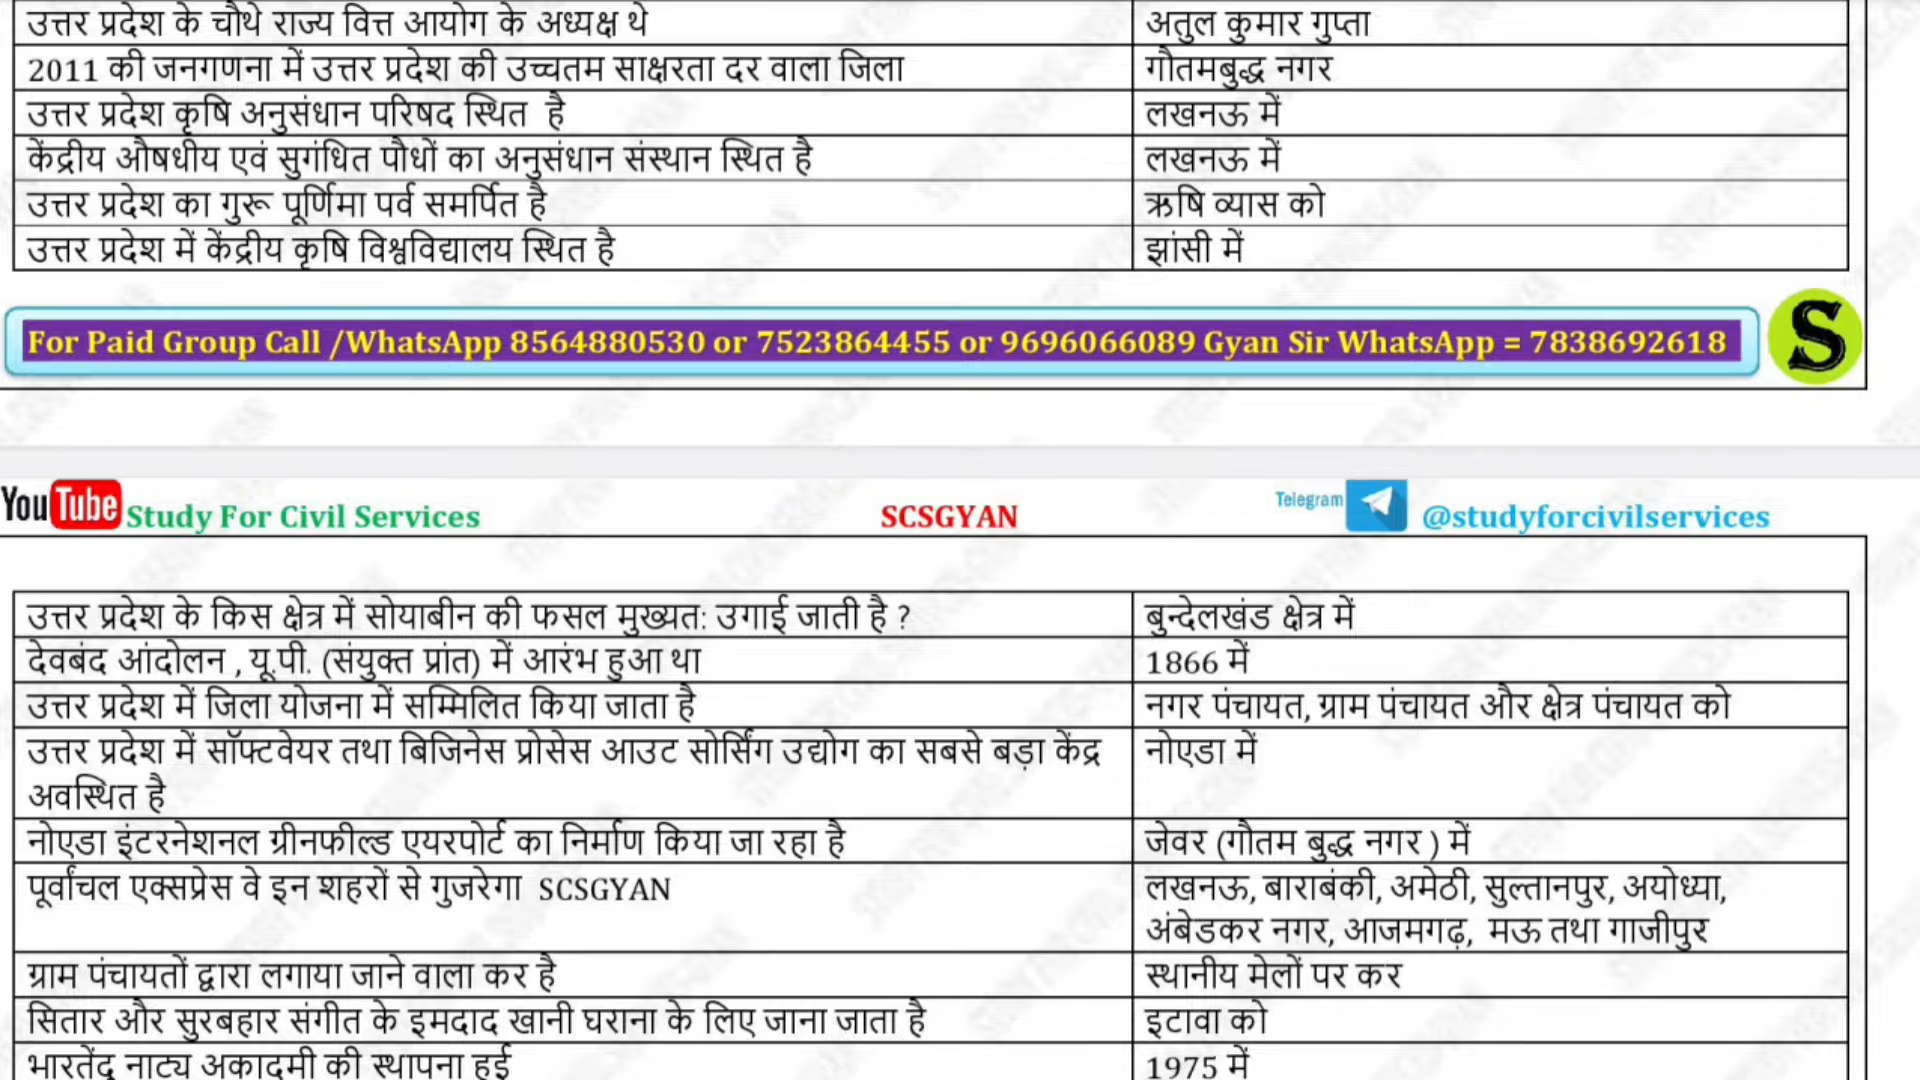 उत्तर प्रदेश के चौथे राज्य वित्त आयोग के अध्यक्ष थे अतुल कुमार गुप्ता
2011 की जनगणना में उत्तर प्रदेश की उच्चतम साक्षरता दर वाला जिला गौतमबुद्ध नगर
उत्तर प्रदेश कृषि अनुसंधान परिषद स्थित है लखनऊ में
केंद्रीय औषधीय एवं सुगंधित पौधों का अनुसंधान संस्थान स्थित है लखनऊ में
उत्तर प्रदेश का गुरू पूर्णिमा पर्व समर्पित है ऋषि व्यास को
उत्तर प्रदेश में केंद्रीय कृषि विश्वविद्यालय स्थित है झांसी में
For Paid Group Call /WhatsApp 8564880530 or 7523864455 or 9696066089 Gyan Sir WhatsApp = 7838692618
S
YouTube Study For Civil Services SCSGYAN Telegram @studyforcivilservices
उत्तर प्रदेश के किस क्षेत्र में सोयाबीन की फसल मुख्यत: उगाई जाती है ? बुन्देलखंड क्षेत्र में
देवबंद आंदोलन , यू.पी. (संयुक्त प्रांत) में आरंभ हुआ था 1866 में
उत्तर प्रदेश में जिला योजना में सम्मिलित किया जाता है नगर पंचायत, ग्राम पंचायत और क्षेत्र पंचायत को
उत्तर प्रदेश में सॉफ्टवेयर तथा बिजिनेस प्रोसेस आउट सोर्सिंग उद्योग का सबसे बड़ा केंद्र नोएडा में
अवस्थित है
नोएडा इंटरनेशनल ग्रीनफील्ड एयरपोर्ट का निर्माण किया जा रहा है जेवर (गौतम बुद्ध नगर ) में
पूर्वांचल एक्सप्रेस वे इन शहरों से गुजरेगा SCSGYAN लखनऊ, बाराबंकी, अमेठी, सुल्तानपुर, अयोध्या,
अंबेडकर नगर, आजमगढ़, मऊ तथा गाजीपुर
ग्राम पंचायतों द्वारा लगाया जाने वाला कर है स्थानीय मेलों पर कर
सितार और सुरबहार संगीत के इमदाद खानी घराना के लिए जाना जाता है इटावा को
भारतेंदु नाट्य अकादमी की स्थापना हुई 1975 में